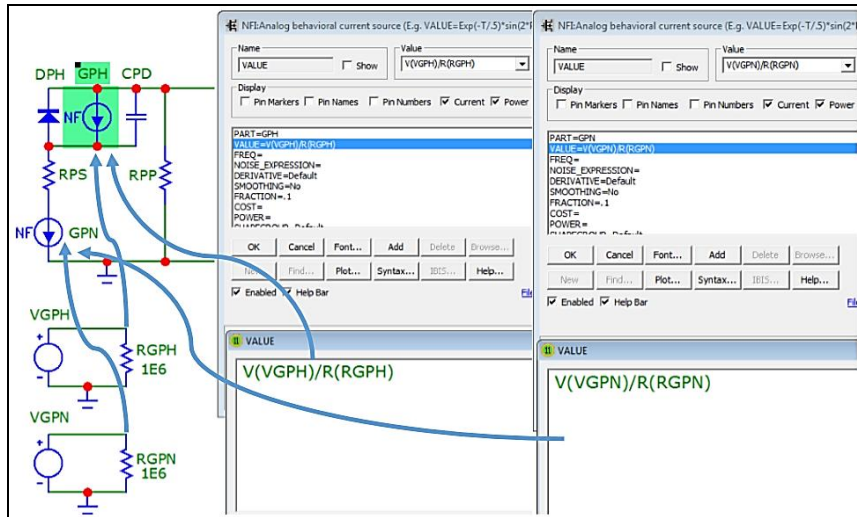 DPH GPH CPD
NF
RPS RPP
NF GPN
VGPH
+
-
RGPH
1E6
VGPN
+
-
RGPN
1E6
NFI:Analog behavioral current source (E.g. VALUE=Exp(-T/.5)*sin(2*
Name
VALUE
Show
Value
V(VGPH)/R(RGPH)
Display
Pin Markers Pin Names Pin Numbers Current Power
PART=GPH
VALUE=V(VGPH)/R(RGPH)
FREQ=
NOISE_EXPRESSION=
DERIVATIVE=Default
SMOOTHING=No
FRACTION=.1
COST=
POWER=
OK Cancel Font... Add Delete Browse...
New Find... Plot... Syntax... IBIS... Help...
Enabled Help Bar
VALUE
V(VGPH)/R(RGPH)
NFI:Analog behavioral current source (E.g. VALUE=Exp(-T/.5)*sin(2*
Name
VALUE
Show
Value
V(VGPN)/R(RGPN)
Display
Pin Markers Pin Names Pin Numbers Current Power
PART=GPN
VALUE=V(VGPN)/R(RGPN)
FREQ=
NOISE_EXPRESSION=
DERIVATIVE=Default
SMOOTHING=No
FRACTION=.1
COST=
POWER=
OK Cancel Font... Add Delete Browse...
New Find... Plot... Syntax... IBIS... Help...
Enabled Help Bar
VALUE
V(VGPN)/R(RGPN)